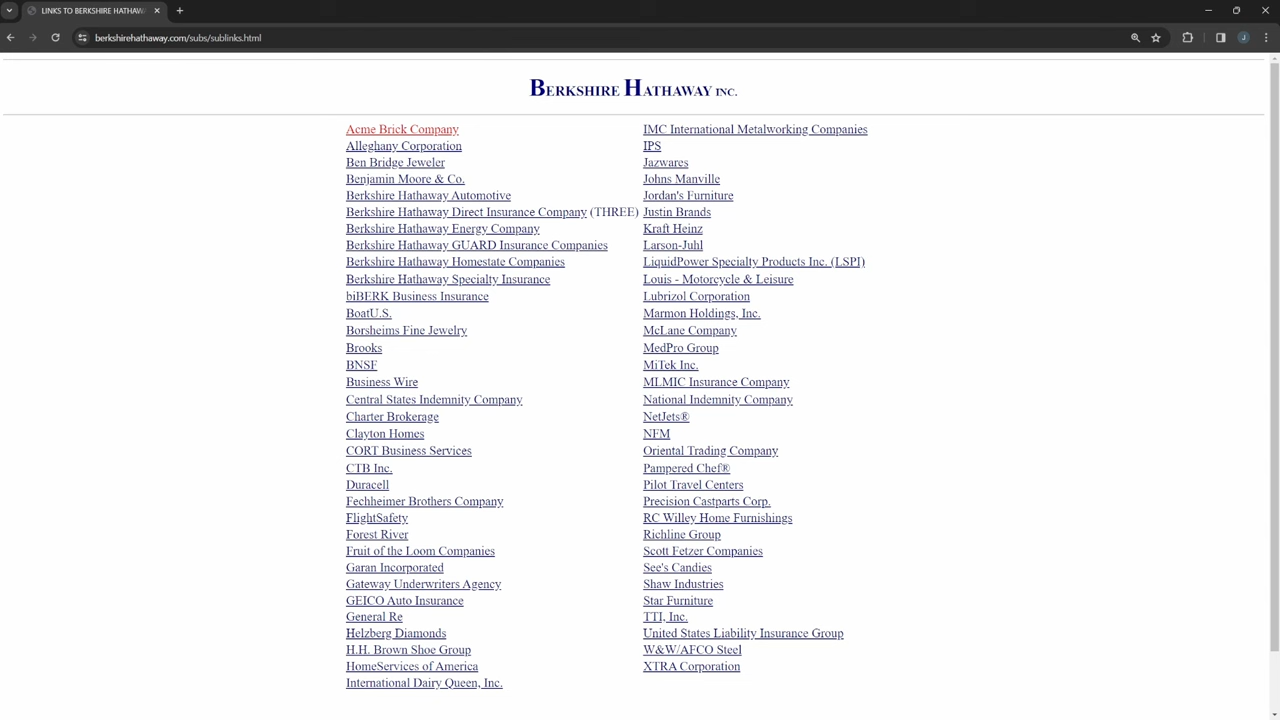 LINKS TO BERKSHIRE HATHAW
berkshirehathaway.com/subs/sublinks.html
J
BERKSHIRE HATHAWAY INC.
Acme Brick Company
Alleghany Corporation
Ben Bridge Jeweler
Benjamin Moore & Co.
Berkshire Hathaway Automotive
Berkshire Hathaway Direct Insurance Company (THREE)
Berkshire Hathaway Energy Company
Berkshire Hathaway GUARD Insurance Companies
Berkshire Hathaway Homestate Companies
Berkshire Hathaway Specialty Insurance
biBERK Business Insurance
BoatU.S.
Borsheims Fine Jewelry
Brooks
BNSF
Business Wire
Central States Indemnity Company
Charter Brokerage
Clayton Homes
CORT Business Services
CTB Inc.
Duracell
Fechheimer Brothers Company
FlightSafety
Forest River
Fruit of the Loom Companies
Garan Incorporated
Gateway Underwriters Agency
GEICO Auto Insurance
General Re
Helzberg Diamonds
H.H. Brown Shoe Group
HomeServices of America
International Dairy Queen, Inc.
IMC International Metalworking Companies
IPS
Jazwares
Johns Manville
Jordan's Furniture
Justin Brands
Kraft Heinz
Larson-Juhl
LiquidPower Specialty Products Inc. (LSPI)
Louis - Motorcycle & Leisure
Lubrizol Corporation
Marmon Holdings, Inc.
McLane Company
MedPro Group
MiTek Inc.
MLMIC Insurance Company
National Indemnity Company
NetJets®
NFM
Oriental Trading Company
Pampered Chef®
Pilot Travel Centers
Precision Castparts Corp.
RC Willey Home Furnishings
Richline Group
Scott Fetzer Companies
See's Candies
Shaw Industries
Star Furniture
TTI, Inc.
United States Liability Insurance Group
W&W/AFCO Steel
XTRA Corporation